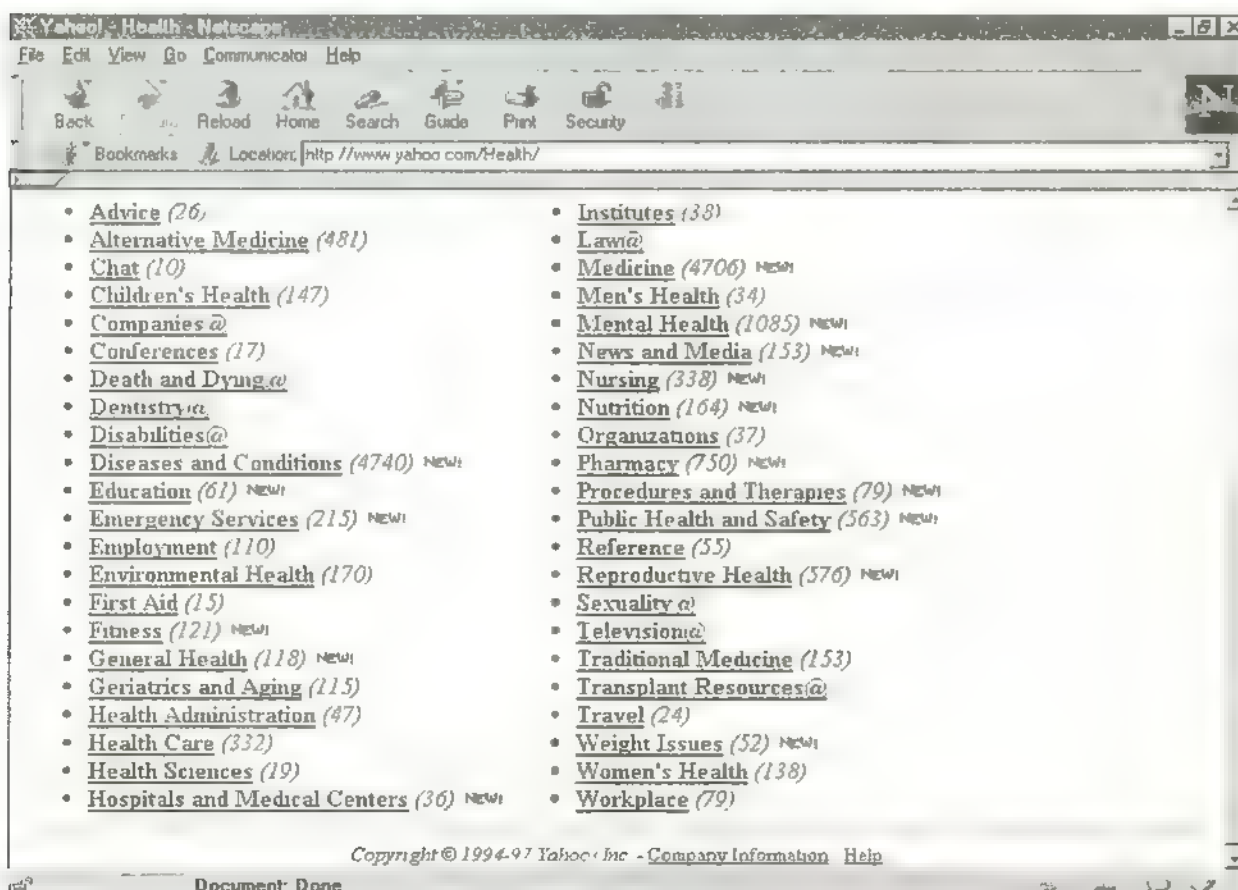 Yahoo! - Health - Netscape
File Edit View Go Communicator Help
Back Reload Home Search Guide Print Security
Bookmarks Location: http //www yahoo com/Health/
Advice (26)
Alternative Medicine (481)
Chat (10)
Children's Health (147)
Companies@
Conferences (17)
Death and Dying@
Dentistry@
Disabilities@
Diseases and Conditions (4740) NEW!
Education (61) NEW!
Emergency Services (215) NEW!
Employment (110)
Environmental Health (170)
First Aid (15)
Fitness (121) NEW!
General Health (118) NEW!
Geriatrics and Aging (115)
Health Administration (47)
Health Care (332)
Health Sciences (19)
Hospitals and Medical Centers (36) NEW!
Institutes (38)
Law@
Medicine (4706) NEW!
Men's Health (34)
Mental Health (1085) NEW!
News and Media (153) NEW!
Nursing (338) NEW!
Nutrition (164) NEW!
Organizations (37)
Pharmacy (750) NEW!
Procedures and Therapies (79) NEW!
Public Health and Safety (563) NEW!
Reference (55)
Reproductive Health (576) NEW!
Sexuality@
Television@
Traditional Medicine (153)
Transplant Resources@
Travel (24)
Weight Issues (52) NEW!
Women's Health (138)
Workplace (79)
Copyright © 1994-97 Yahoo! Inc - Company Information Help
Document: Done